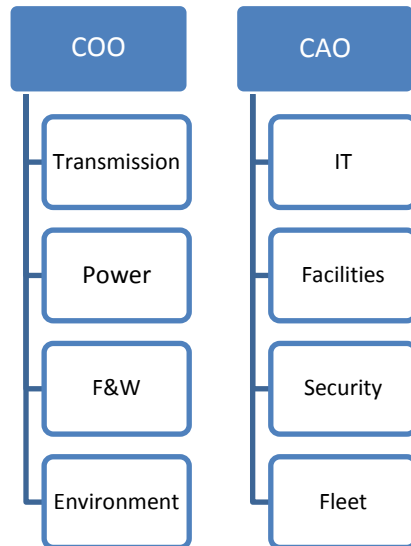 COO
Transmission
Power
F&W
Environment
CAO
IT
Facilities
Security
Fleet